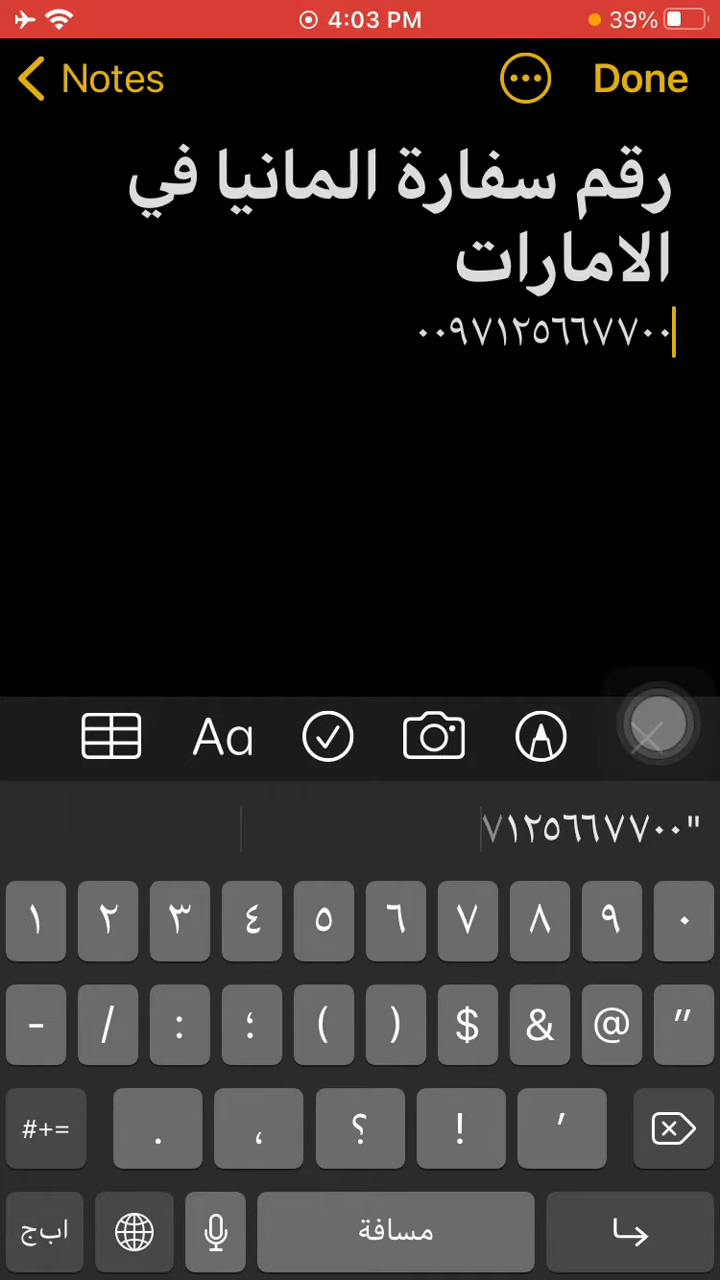 4:03 PM
39%
Notes
Done
رقم سفارة المانيا في
الامارات
٠٠٩٧١٢٥٦٦٧٧٠٠
Aa
٧١٢٥٦٦٧٧٠٠"
١ ٢ ٣ ٤ ٥ ٦ ٧ ٨ ٩ ٠
- / : ؛ ( ) $ & @ "
#+= . ، ؟ ! '
اب‌ج مسافة